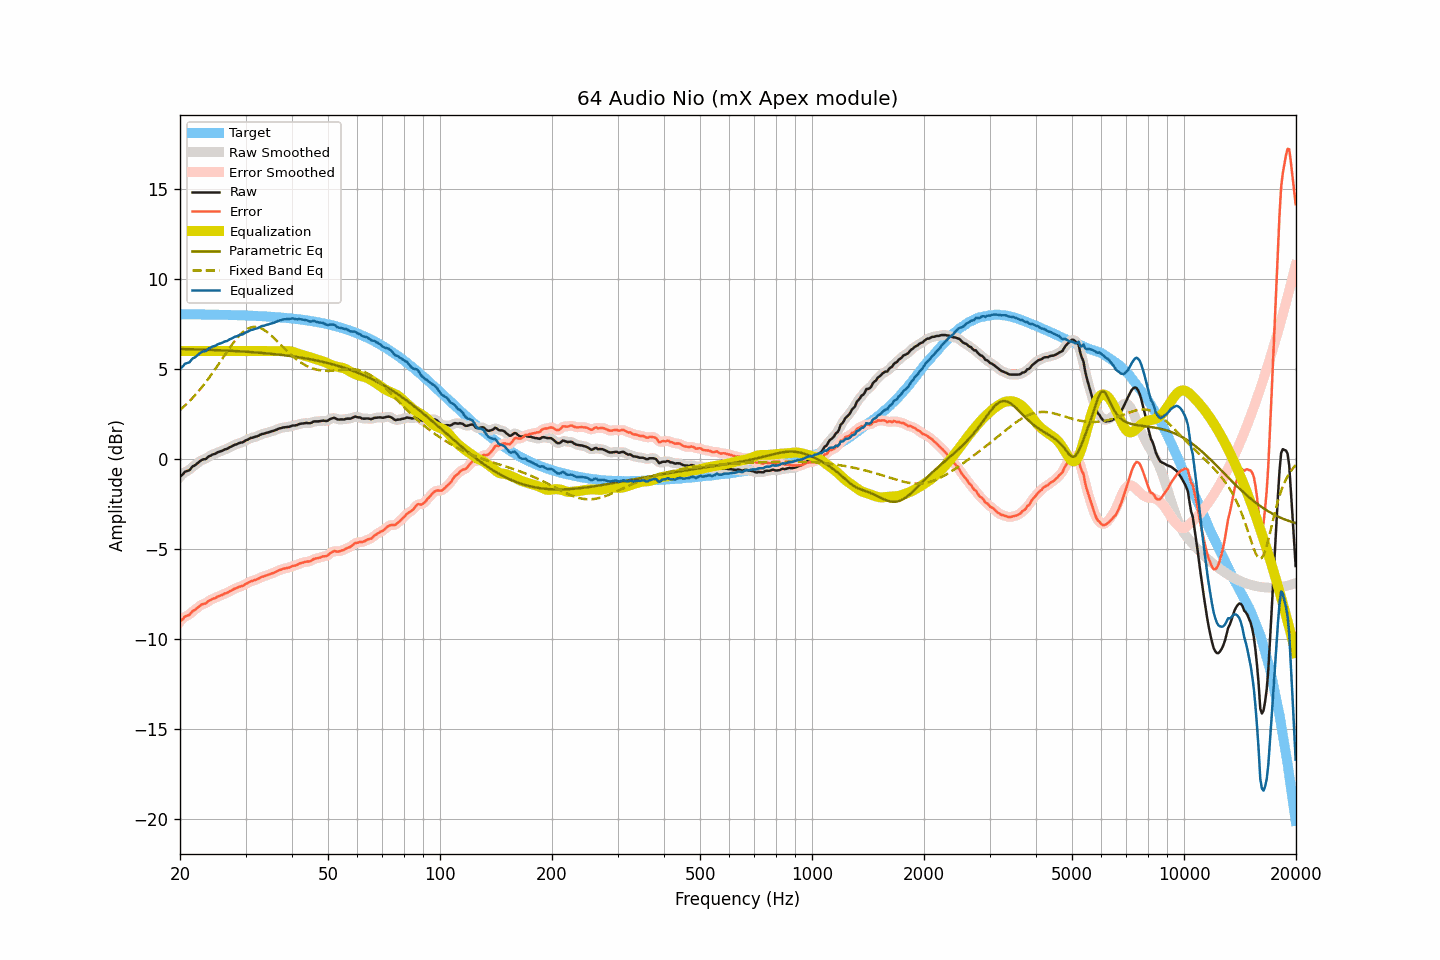 64 Audio Nio (mX Apex module)
Target
Raw Smoothed
Error Smoothed
Raw
Error
Equalization
Parametric Eq
Fixed Band Eq
Equalized
15
10
5
0
−5
−10
−15
−20
Amplitude (dBr)
20
50
100
200
500
1000
2000
5000
10000
20000
Frequency (Hz)